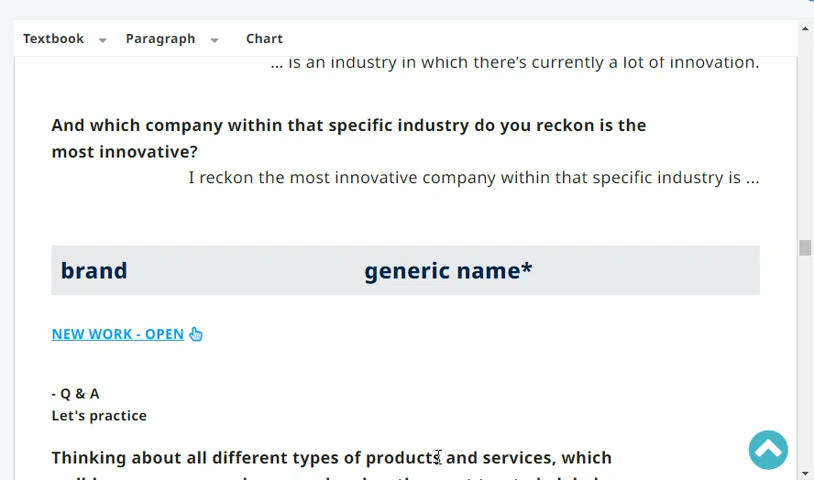 Textbook Paragraph Chart
... is an industry in which there's currently a lot of innovation.
And which company within that specific industry do you reckon is the
most innovative?
I reckon the most innovative company within that specific industry is ...
brand generic name*
NEW WORK - OPEN
- Q & A
Let's practice
Thinking about all different types of products and services, which